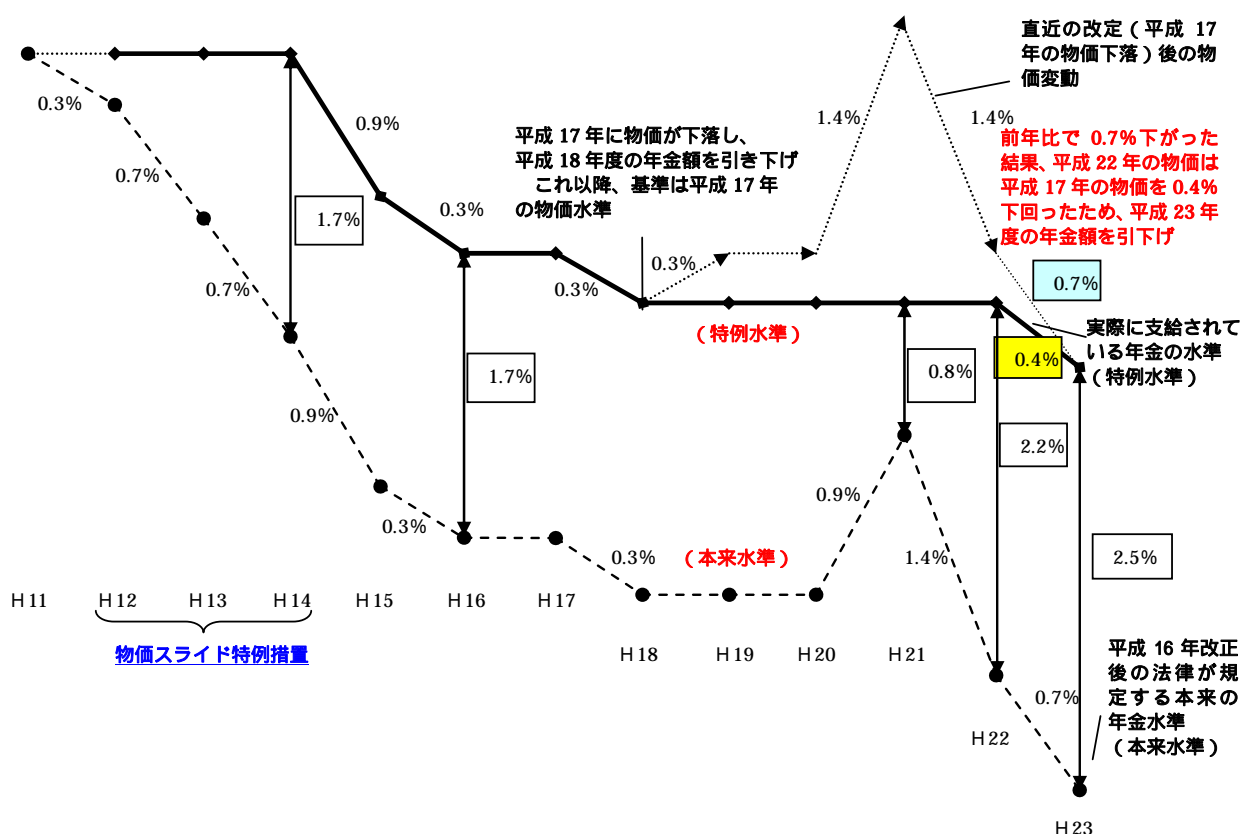 直近の改定（平成 17
年の物価下落）後の物
価変動
0.3%
0.9%
1.4%
1.4%
平成 17 年に物価が下落し、
平成 18 年度の年金額を引き下げ
これ以降、基準は平成 17 年
の物価水準
前年比で 0.7%下がった
結果、平成 22 年の物価は
平成 17 年の物価を 0.4%
下回ったため、平成 23 年
度の年金額を引下げ
0.7%
1.7%
0.3%
0.3%
0.3%
0.7%
0.7%
（特例水準）
実際に支給されて
いる年金の水準
（特例水準）
0.4%
0.8%
1.7%
0.9%
2.2%
0.9%
0.3%
0.3%
（本来水準）
1.4%
2.5%
H11
H12
H13
H14
H15
H16
H17
H18
H19
H20
H21
物価スライド特例措置
平成 16 年改正
後の法律が規
定する本来の
年金水準
（本来水準）
0.7%
H22
H23